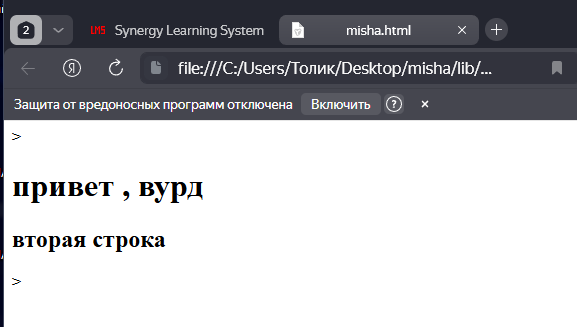 2
LMS Synergy Learning System
misha.html
file:///C:/Users/Толик/Desktop/misha/lib/...
Защита от вредоносных программ отключена Включить ? ×
>
привет , вурд
вторая строка
>